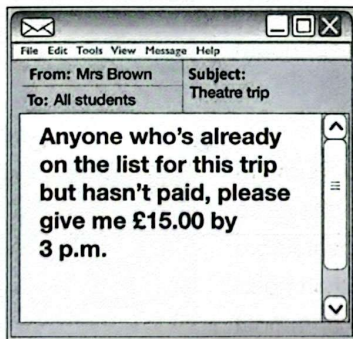 File Edit Tools View Message Help
From: Mrs Brown
Subject:
Theatre trip
To: All students
Anyone who's already
on the list for this trip
but hasn't paid, please
give me £15.00 by
3 p.m.